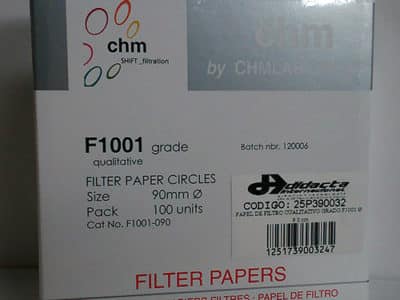 chm
SHIFT_filtration
chm
by CHMLAB
F1001 grade
qualitative
Batch nbr. 120006
FILTER PAPER CIRCLES
Size 90mm Ø
Pack 100 units
Cat No. F1001-090
didacta
internacional
CODIGO: 25P390032
PAPEL DE FILTRO CUALITATIVO GRADO F1001 Ø
1251739003247
FILTER PAPERS
FILTRES - PAPEL DE FILTRO